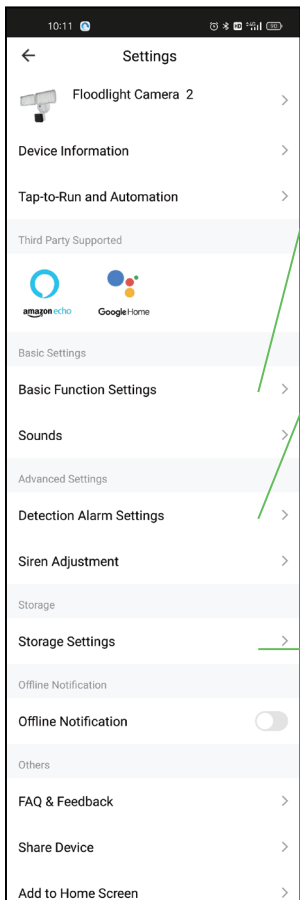 10:11
Settings
Floodlight Camera 2
Device Information
Tap-to-Run and Automation
Third Party Supported
amazon echo
Google Home
Basic Settings
Basic Function Settings
Sounds
Advanced Settings
Detection Alarm Settings
Siren Adjustment
Storage
Storage Settings
Offline Notification
Offline Notification
Others
FAQ & Feedback
Share Device
Add to Home Screen